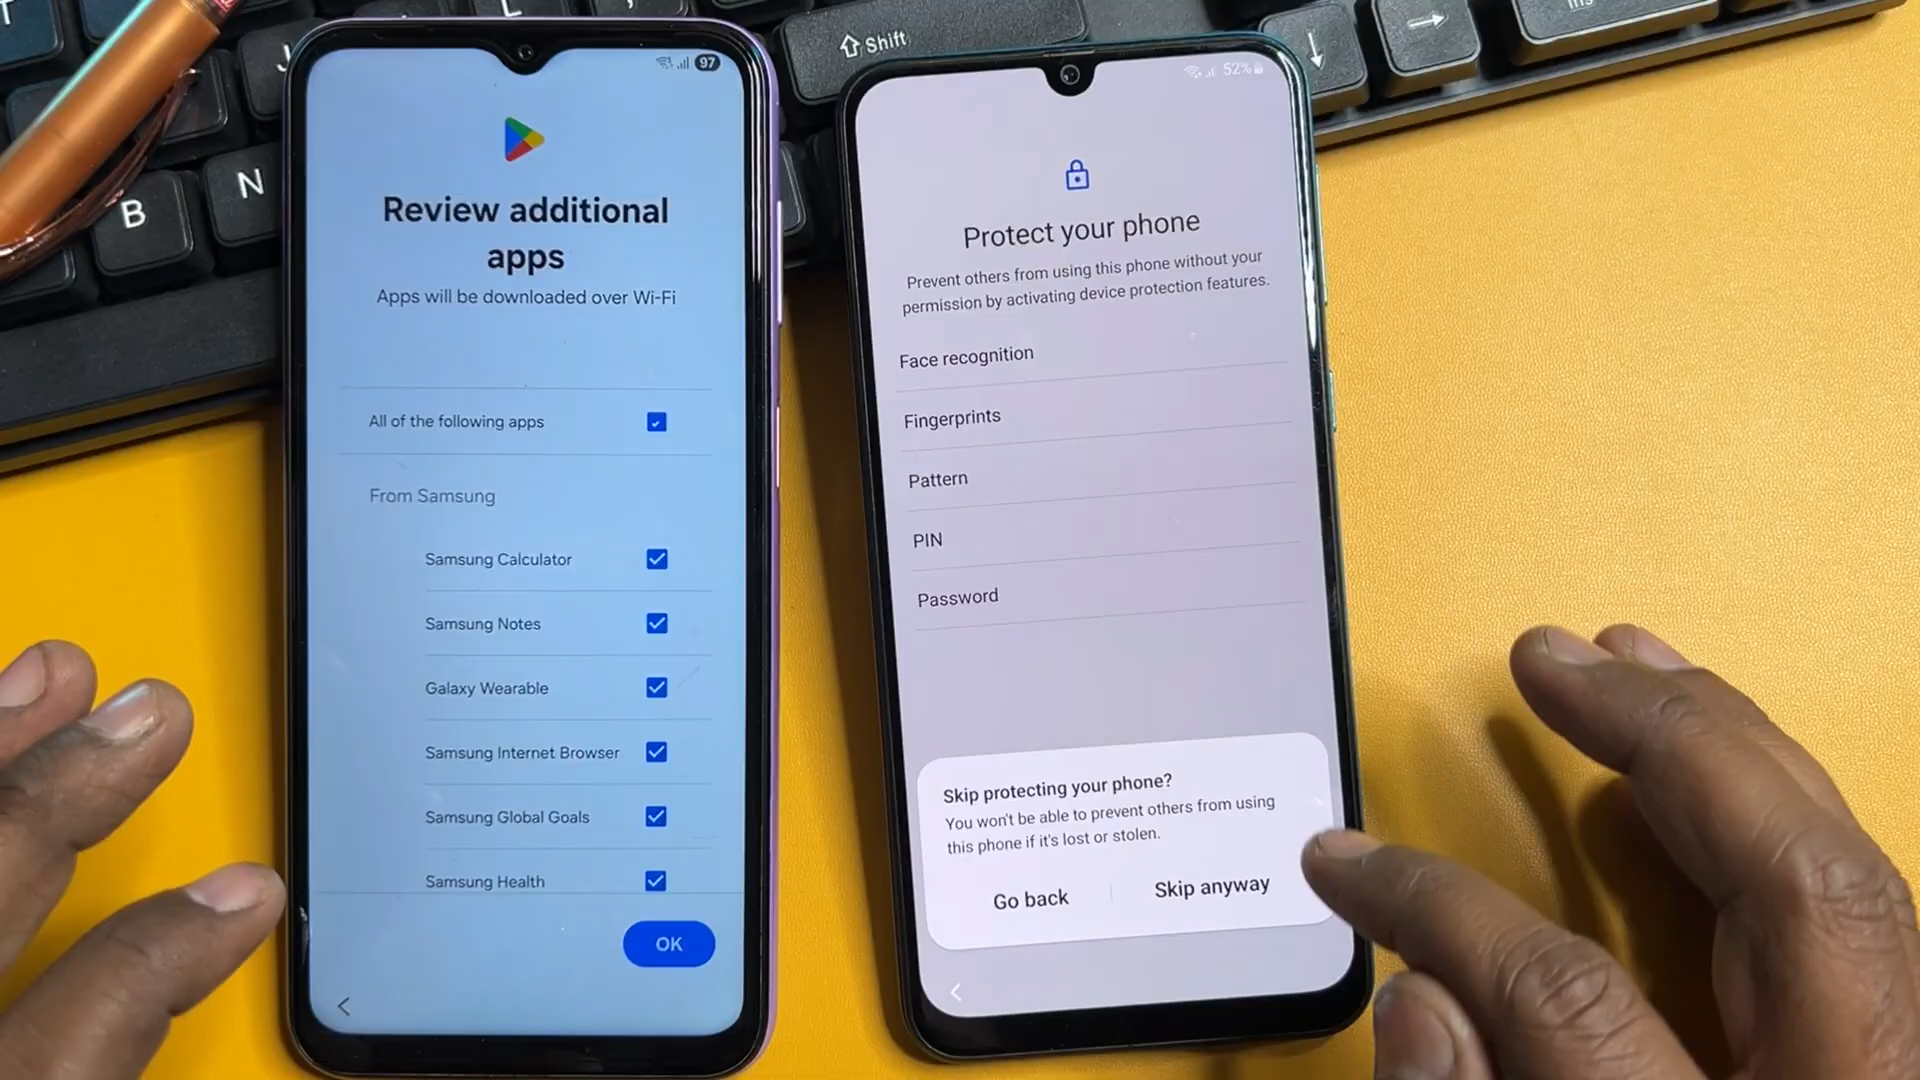 Shift
Ins
B
N
97
Review additional
apps
Apps will be downloaded over Wi-Fi
All of the following apps
From Samsung
Samsung Calculator
Samsung Notes
Galaxy Wearable
Samsung Internet Browser
Samsung Global Goals
Samsung Health
OK
52%
Protect your phone
Prevent others from using this phone without your
permission by activating device protection features.
Face recognition
Fingerprints
Pattern
PIN
Password
Skip protecting your phone?
You won't be able to prevent others from using
this phone if it's lost or stolen.
Go back
Skip anyway